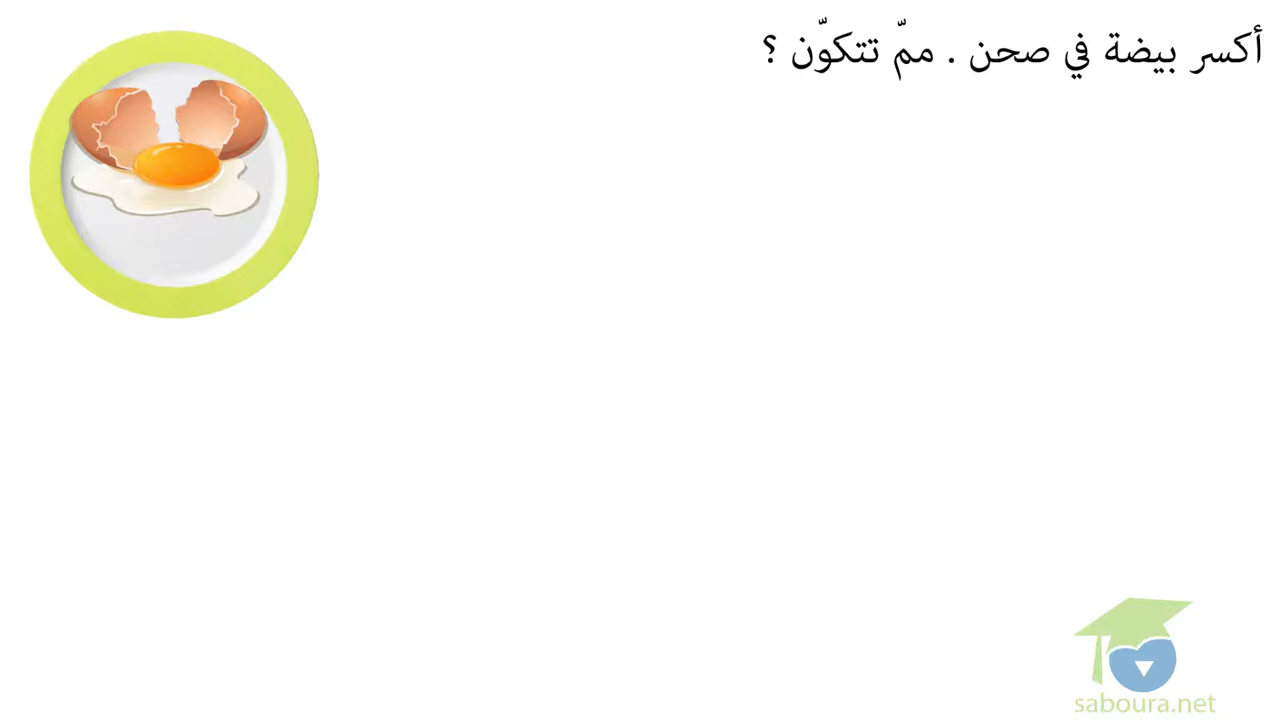 أكسر بيضة في صحن . ممّ تتكوّن ؟
saboura.net